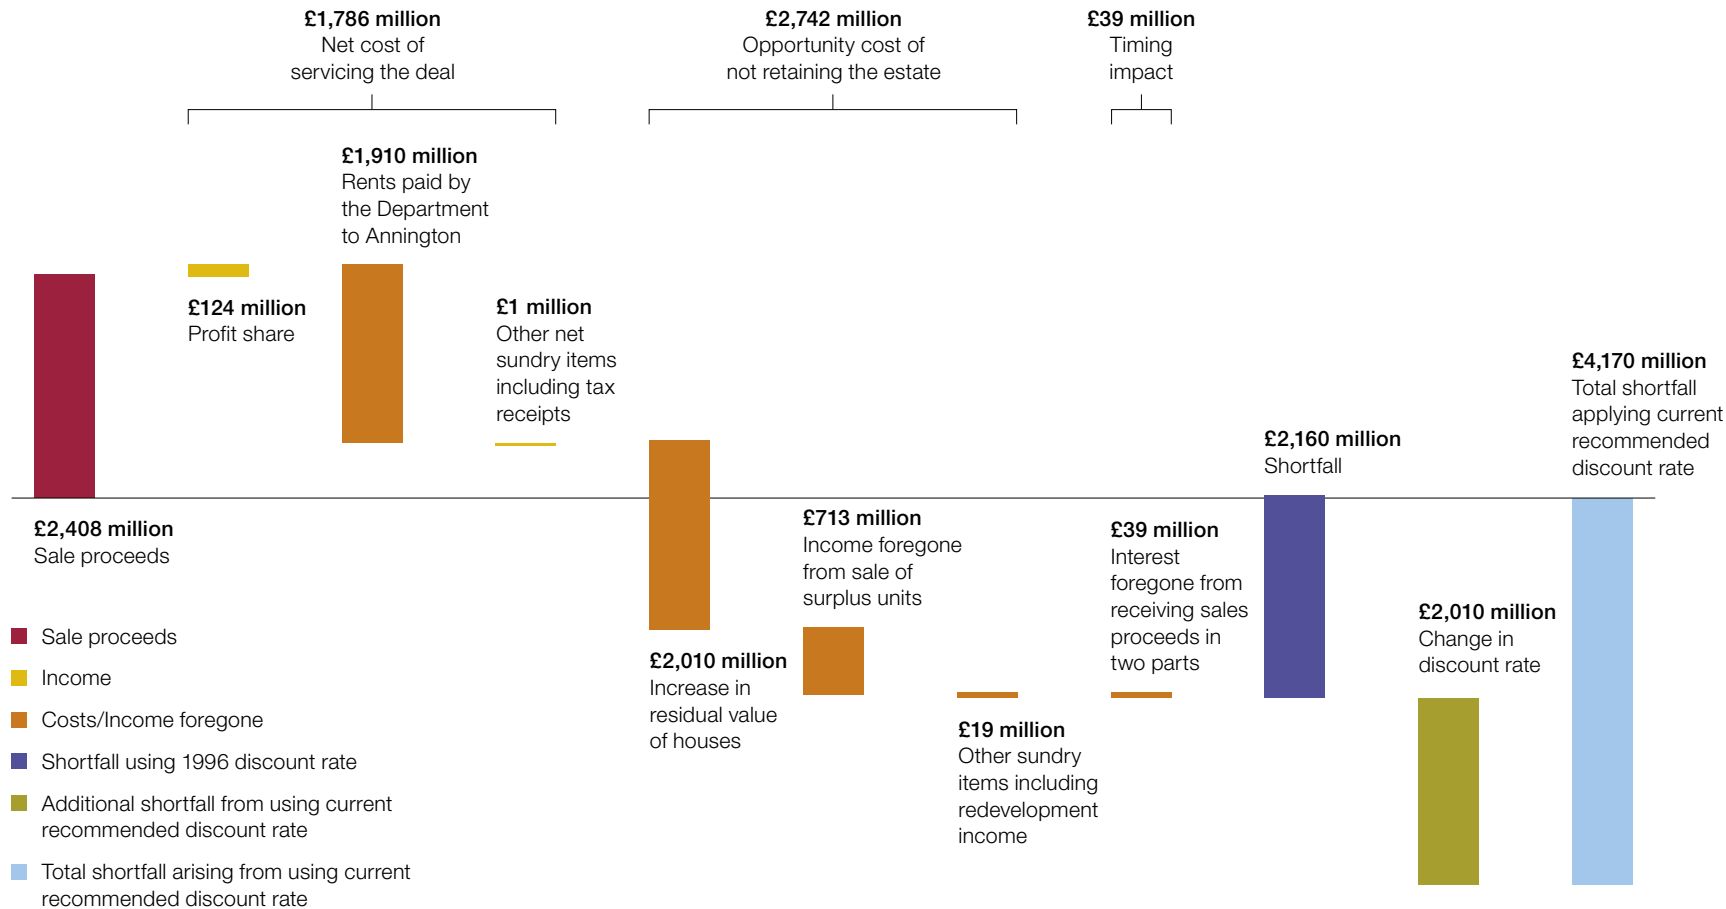 £1,786 million
Net cost of
servicing the deal
£2,742 million
Opportunity cost of
not retaining the estate
£39 million
Timing
impact
£1,910 million
Rents paid by
the Department
to Annington
£124 million
Profit share
£1 million
Other net
sundry items
including tax
receipts
£4,170 million
Total shortfall
applying current
recommended
discount rate
£2,160 million
Shortfall
£2,408 million
Sale proceeds
£713 million
Income foregone
from sale of
surplus units
£39 million
Interest
foregone from
receiving sales
proceeds in
two parts
£2,010 million
Change in
discount rate
£2,010 million
Increase in
residual value
of houses
£19 million
Other sundry
items including
redevelopment
income
Sale proceeds
Income
Costs/Income foregone
Shortfall using 1996 discount rate
Additional shortfall from using current
recommended discount rate
Total shortfall arising from using current
recommended discount rate